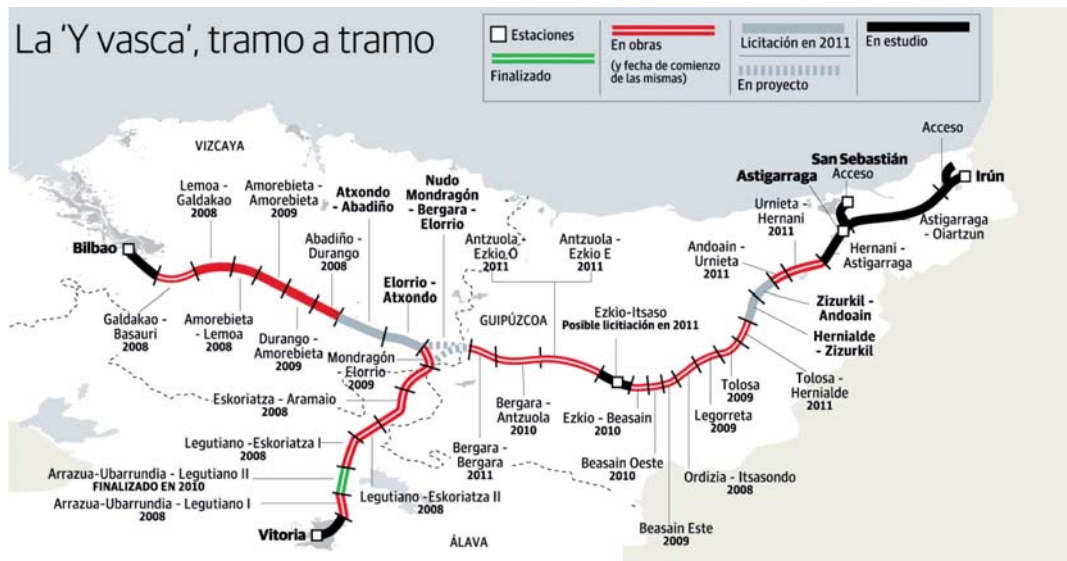 La 'Y vasca', tramo a tramo
Estaciones
Finalizado
En obras
(y fecha de comienzo
de las mismas)
Licitación en 2011
En proyecto
En estudio
VIZCAYA
Lemoa -
Galdakao
2008
Amorebieta -
Amorebieta
2009
Atxondo
- Abadiño
Nudo
Mondragón
- Bergara -
Elorrio
Abadiño -
Durango
2008
Antzuola -
Ezkio O
2011
Antzuola -
Ezkio E
2011
Acceso
San Sebastián
Acceso
Astigarraga
Irún
Urnieta -
Hernani
2011
Astigarraga
- Oiartzun
Hernani -
Astigarraga
Andoain -
Urnieta
2011
Bilbao
Elorrio -
Atxondo
Galdakao -
Basauri
2008
Amorebieta
- Lemoa
2008
Durango -
Amorebieta
2009
GUIPÚZCOA
Ezkio-Itsaso
Posible licitiación en 2011
Zizurkil -
Andoain
Hernialde
- Zizurkil
Mondragón
- Elorrio
2009
Eskoriatza - Aramaio
2008
Bergara -
Antzuola
2010
Ezkio - Beasain
2010
Legorreta
2009
Tolosa
2009
Tolosa -
Hernialde
2011
Legutiano -Eskoriatza I
2008
Bergara -
Bergara
2011
Beasain Oeste
2010
Ordizia - Itsasondo
2008
Arrazua-Ubarrundia - Legutiano II
FINALIZADO EN 2010
Legutiano -Eskoriatza II
2008
Arrazua-Ubarrundia - Legutiano I
2008
Beasain Este
2009
Vitoria
ÁLAVA